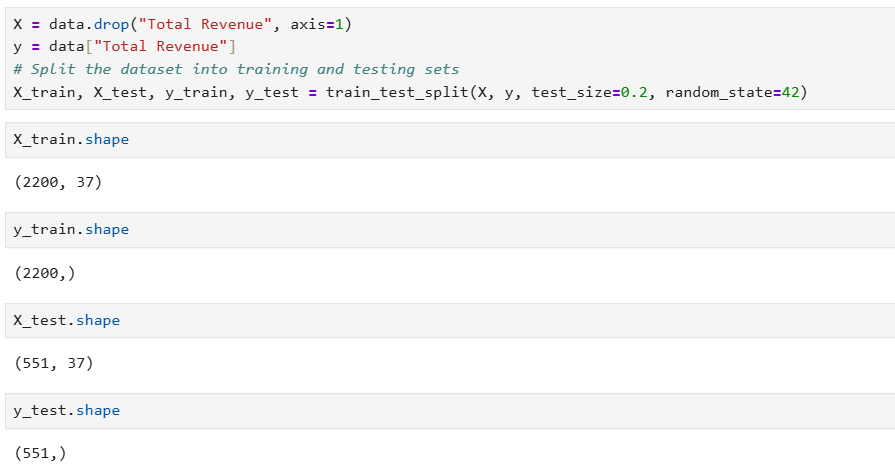 X = data.drop("Total Revenue", axis=1)
y = data["Total Revenue"]
# Split the dataset into training and testing sets
X_train, X_test, y_train, y_test = train_test_split(X, y, test_size=0.2, random_state=42)
X_train.shape
(2200, 37)
y_train.shape
(2200,)
X_test.shape
(551, 37)
y_test.shape
(551,)